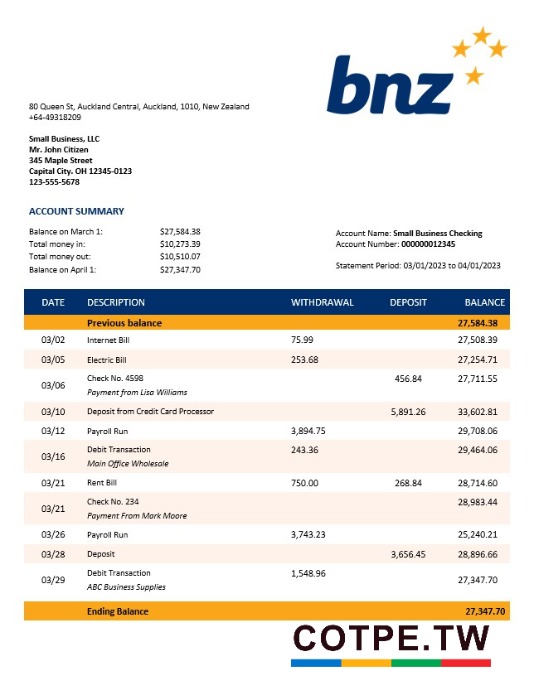 bnz
80 Queen St, Auckland Central, Auckland, 1010, New Zealand
+64-49318209
Small Business, LLC
Mr. John Citizen
345 Maple Street
Capital City. OH 12345-0123
123-555-5678
ACCOUNT SUMMARY
Balance on March 1: $27,584.38
Total money in: $10,273.39
Total money out: $10,510.07
Balance on April 1: $27,347.70
Account Name: Small Business Checking
Account Number: 000000012345
Statement Period: 03/01/2023 to 04/01/2023
DATE DESCRIPTION WITHDRAWAL DEPOSIT BALANCE
Previous balance 27,584.38
03/02 Internet Bill 75.99 27,508.39
03/05 Electric Bill 253.68 27,254.71
03/06 Check No. 4598 456.84 27,711.55
Payment from Lisa Williams
03/10 Deposit from Credit Card Processor 5,891.26 33,602.81
03/12 Payroll Run 3,894.75 29,708.06
03/16 Debit Transaction 243.36 29,464.06
Main Office Wholesale
03/21 Rent Bill 750.00 268.84 28,714.60
03/21 Check No. 234 28,983.44
Payment From Mark Moore
03/26 Payroll Run 3,743.23 25,240.21
03/28 Deposit 3,656.45 28,896.66
03/29 Debit Transaction 1,548.96 27,347.70
ABC Business Supplies
Ending Balance 27,347.70
COTPE.TW